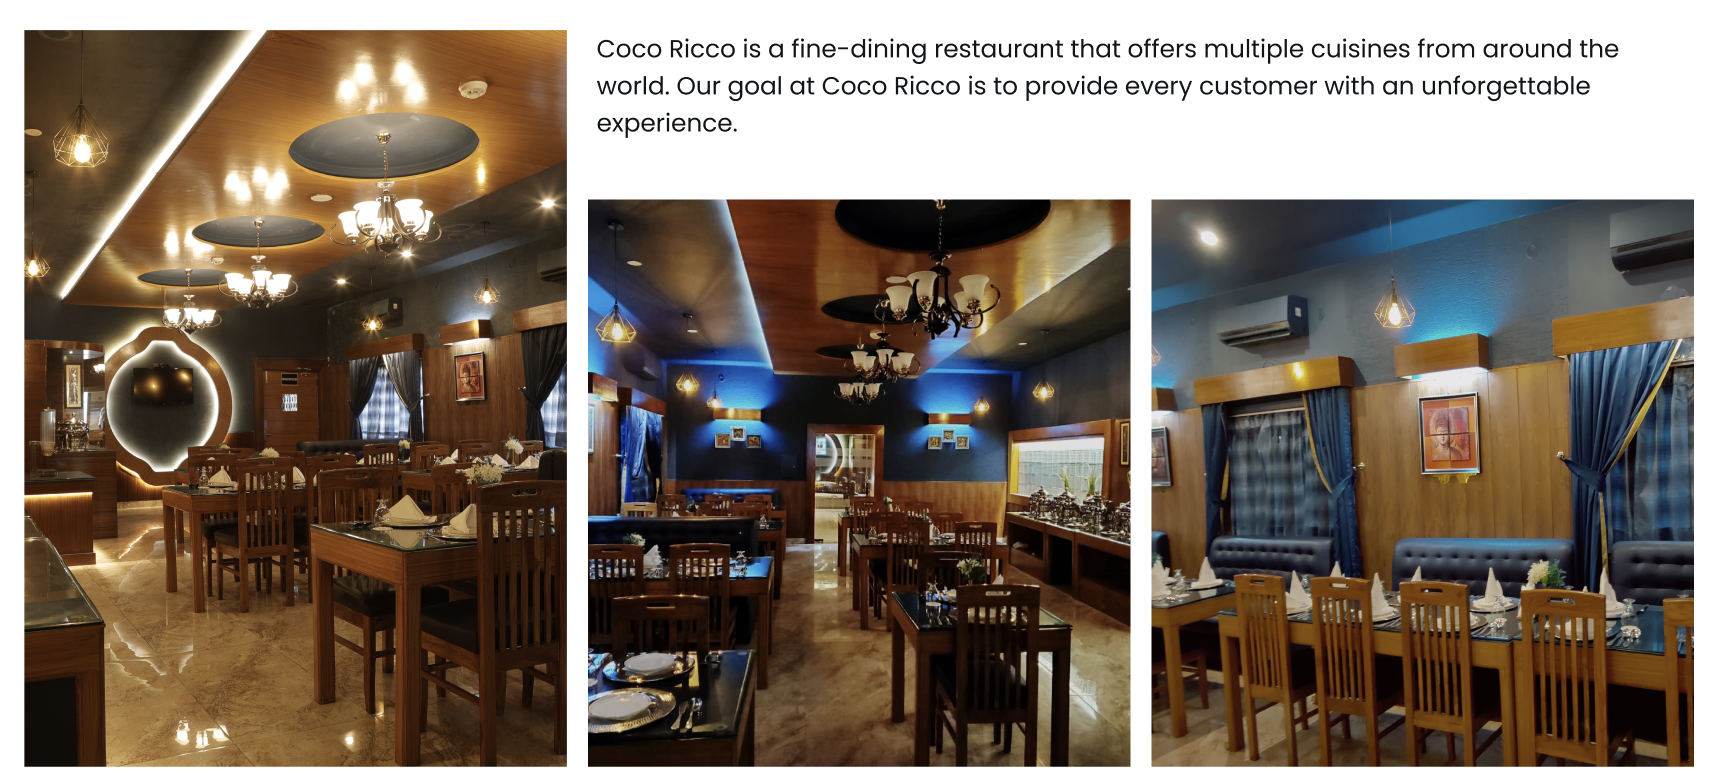 Coco Ricco is a fine-dining restaurant that offers multiple cuisines from around the
world. Our goal at Coco Ricco is to provide every customer with an unforgettable
experience.